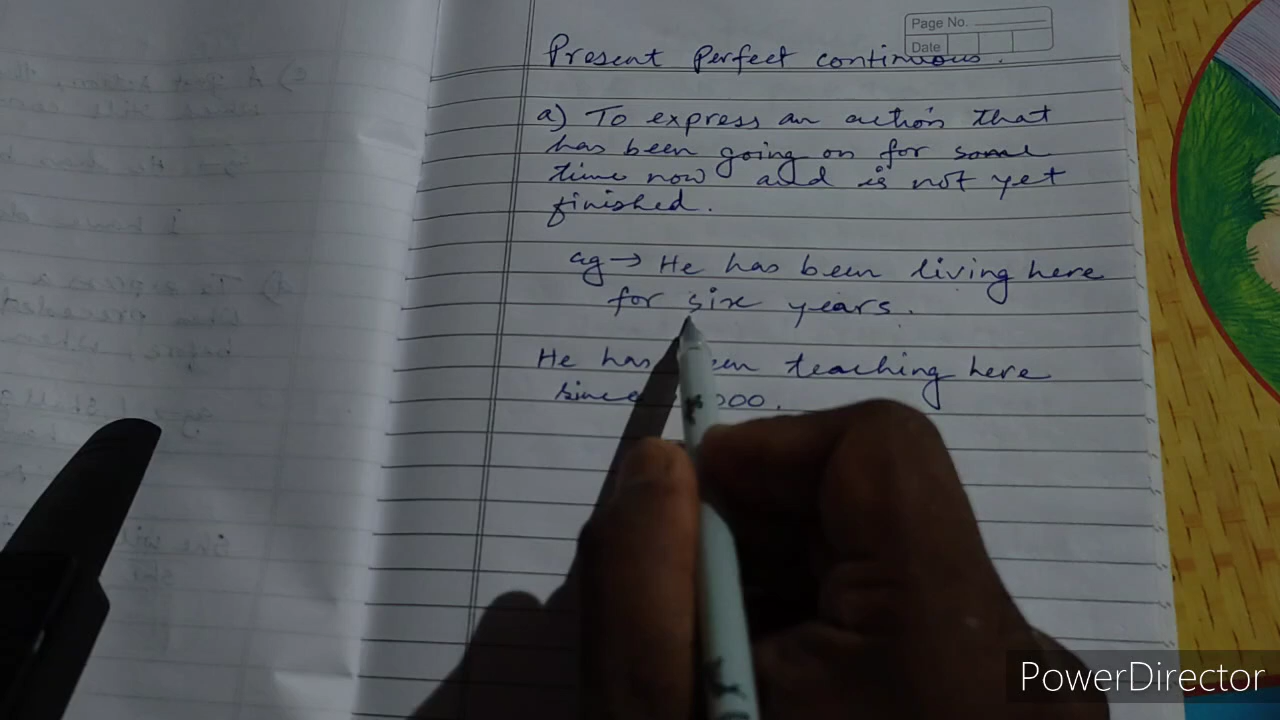 Page No.
Date
Present Perfect continuous.
a) To express an action that
has been going on for some
time now and is not yet
finished.
eg → He has been living here
for six years.
He has teaching here
since
PowerDirector